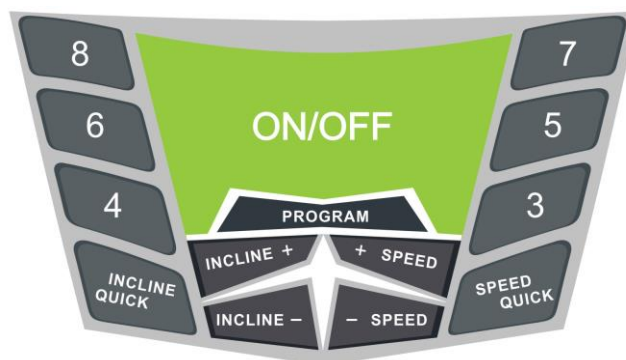 8
7
6
ON/OFF
5
4
PROGRAM
3
INCLINE +
+ SPEED
INCLINE
QUICK
SPEED
QUICK
INCLINE −
− SPEED